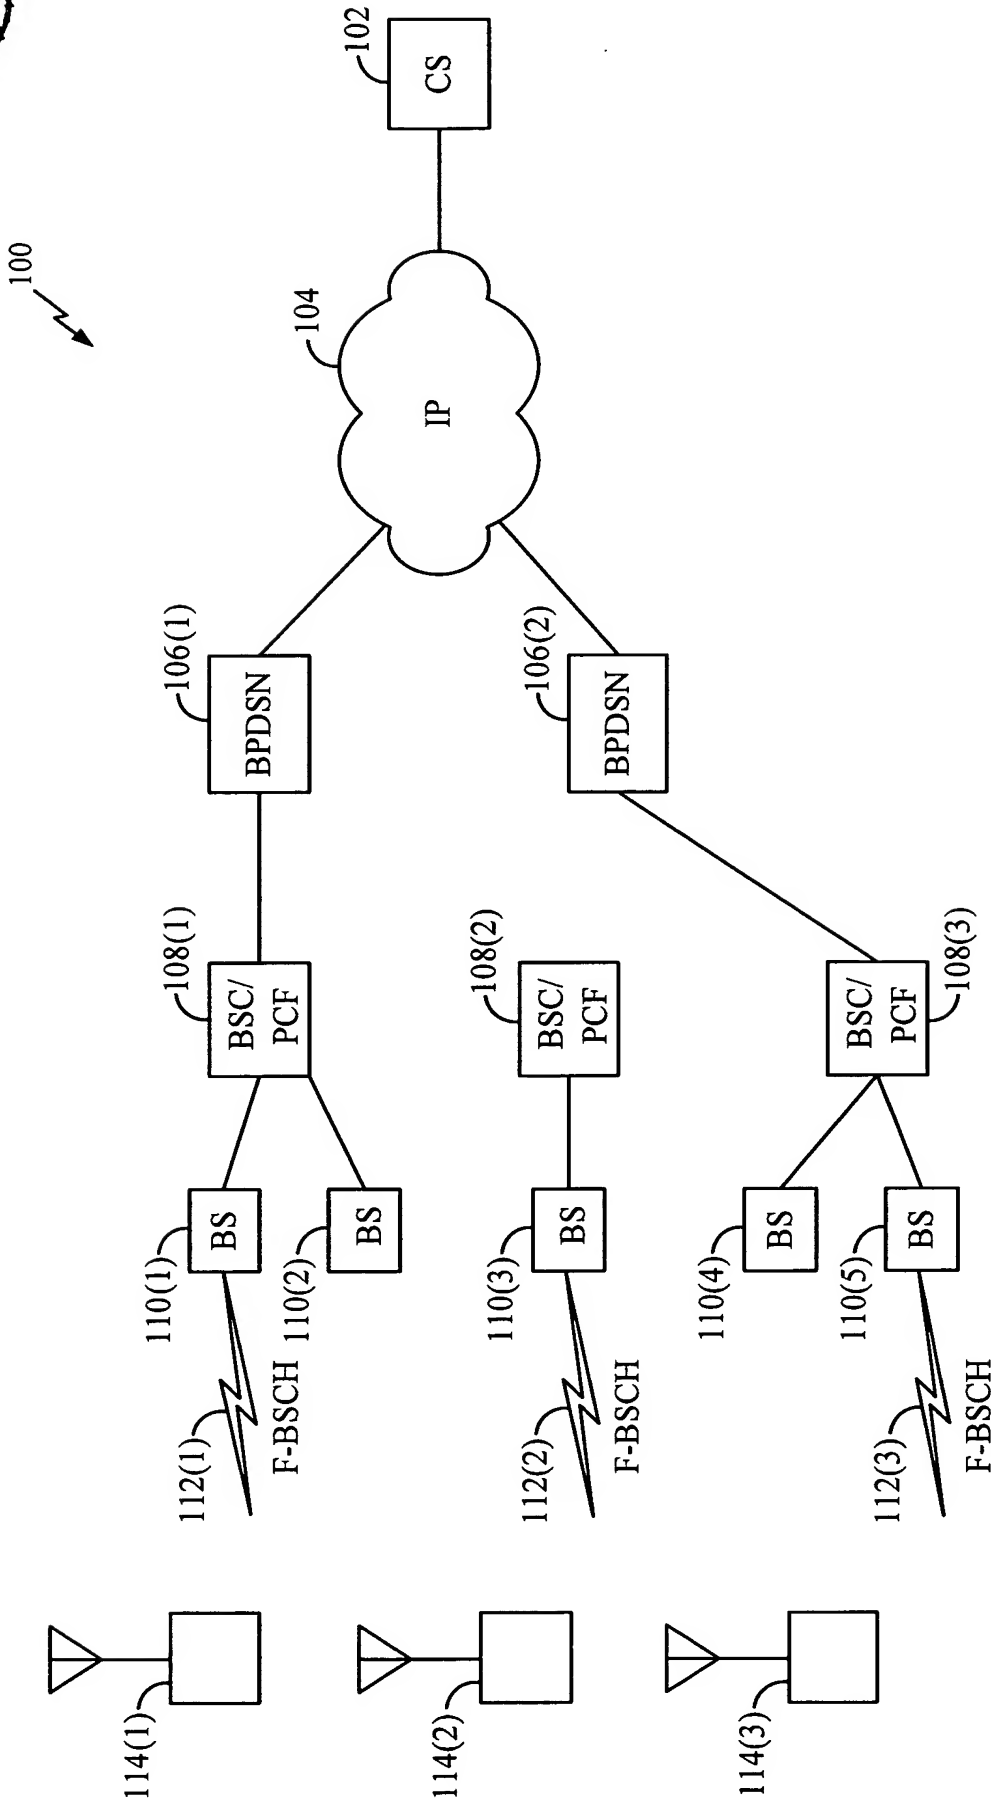 100
102
CS
104
IP
106(1)
BPDSN
106(2)
BPDSN
108(1)
BSC/
PCF
108(2)
BSC/
PCF
108(3)
BSC/
PCF
110(1)
BS
110(2)
BS
110(3)
BS
110(4)
BS
110(5)
BS
112(1)
F-BSCH
112(2)
F-BSCH
112(3)
F-BSCH
114(1)
114(2)
114(3)